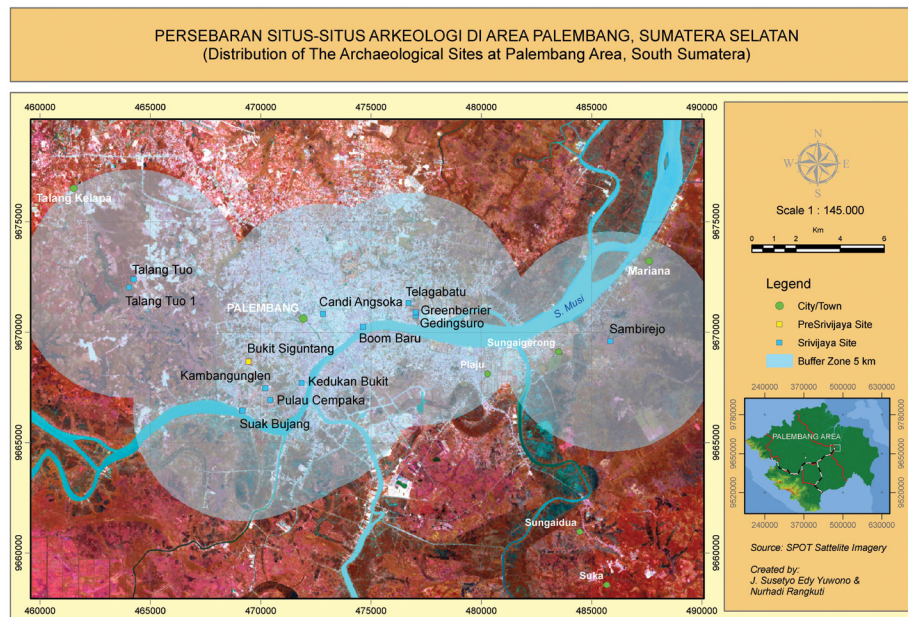 PERSEBARAN SITUS-SITUS ARKEOLOGI DI AREA PALEMBANG, SUMATERA SELATAN
(Distribution of The Archaeological Sites at Palembang Area, South Sumatera)
460000 465000 470000 475000 480000 485000 490000
9675000
9670000
9665000
9660000
Talang Kelapa
Talang Tuo
Talang Tuo 1
PALEMBANG
Candi Angsoka
Telagabatu
Greenberrier
Gedingsuro
Boom Baru
Bukit Siguntang
Kambangunglen
Kedukan Bukit
Pulau Cempaka
Suak Bujang
S. Musi
Mariana
Sambirejo
Sungaigerong
Plaju
Sungaidua
Suka
9675000
9670000
9665000
9660000
460000 465000 470000 475000 480000 485000 490000
N
W E
S
Scale 1 : 145.000
Km
0 1 2 4 6
Legend
City/Town
PreSrivijaya Site
Srivijaya Site
Buffer Zone 5 km
240000 370000 500000 630000
9780000
9650000
9520000
PALEMBANG AREA
9780000
9650000
9520000
240000 370000 500000 630000
Source: SPOT Sattelite Imagery
Created by:
J. Susetyo Edy Yuwono &
Nurhadi Rangkuti